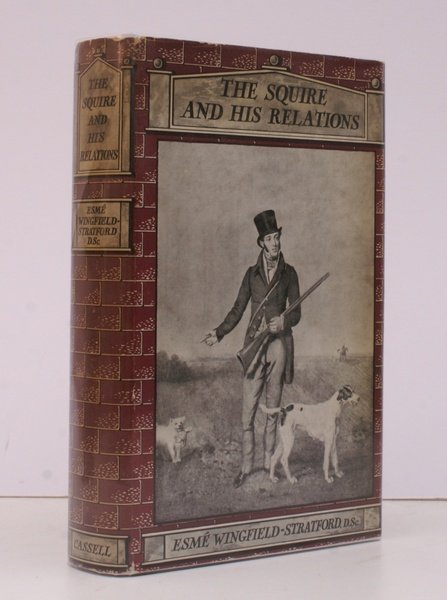 THE
SQUIRE
AND
HIS
RELATIONS
ESMÉ
WINGFIELD-
STRATFORD
D.Sc.
CASSELL
THE SQUIRE
AND HIS RELATIONS
ESMÉ WINGFIELD-STRATFORD, D.Sc.